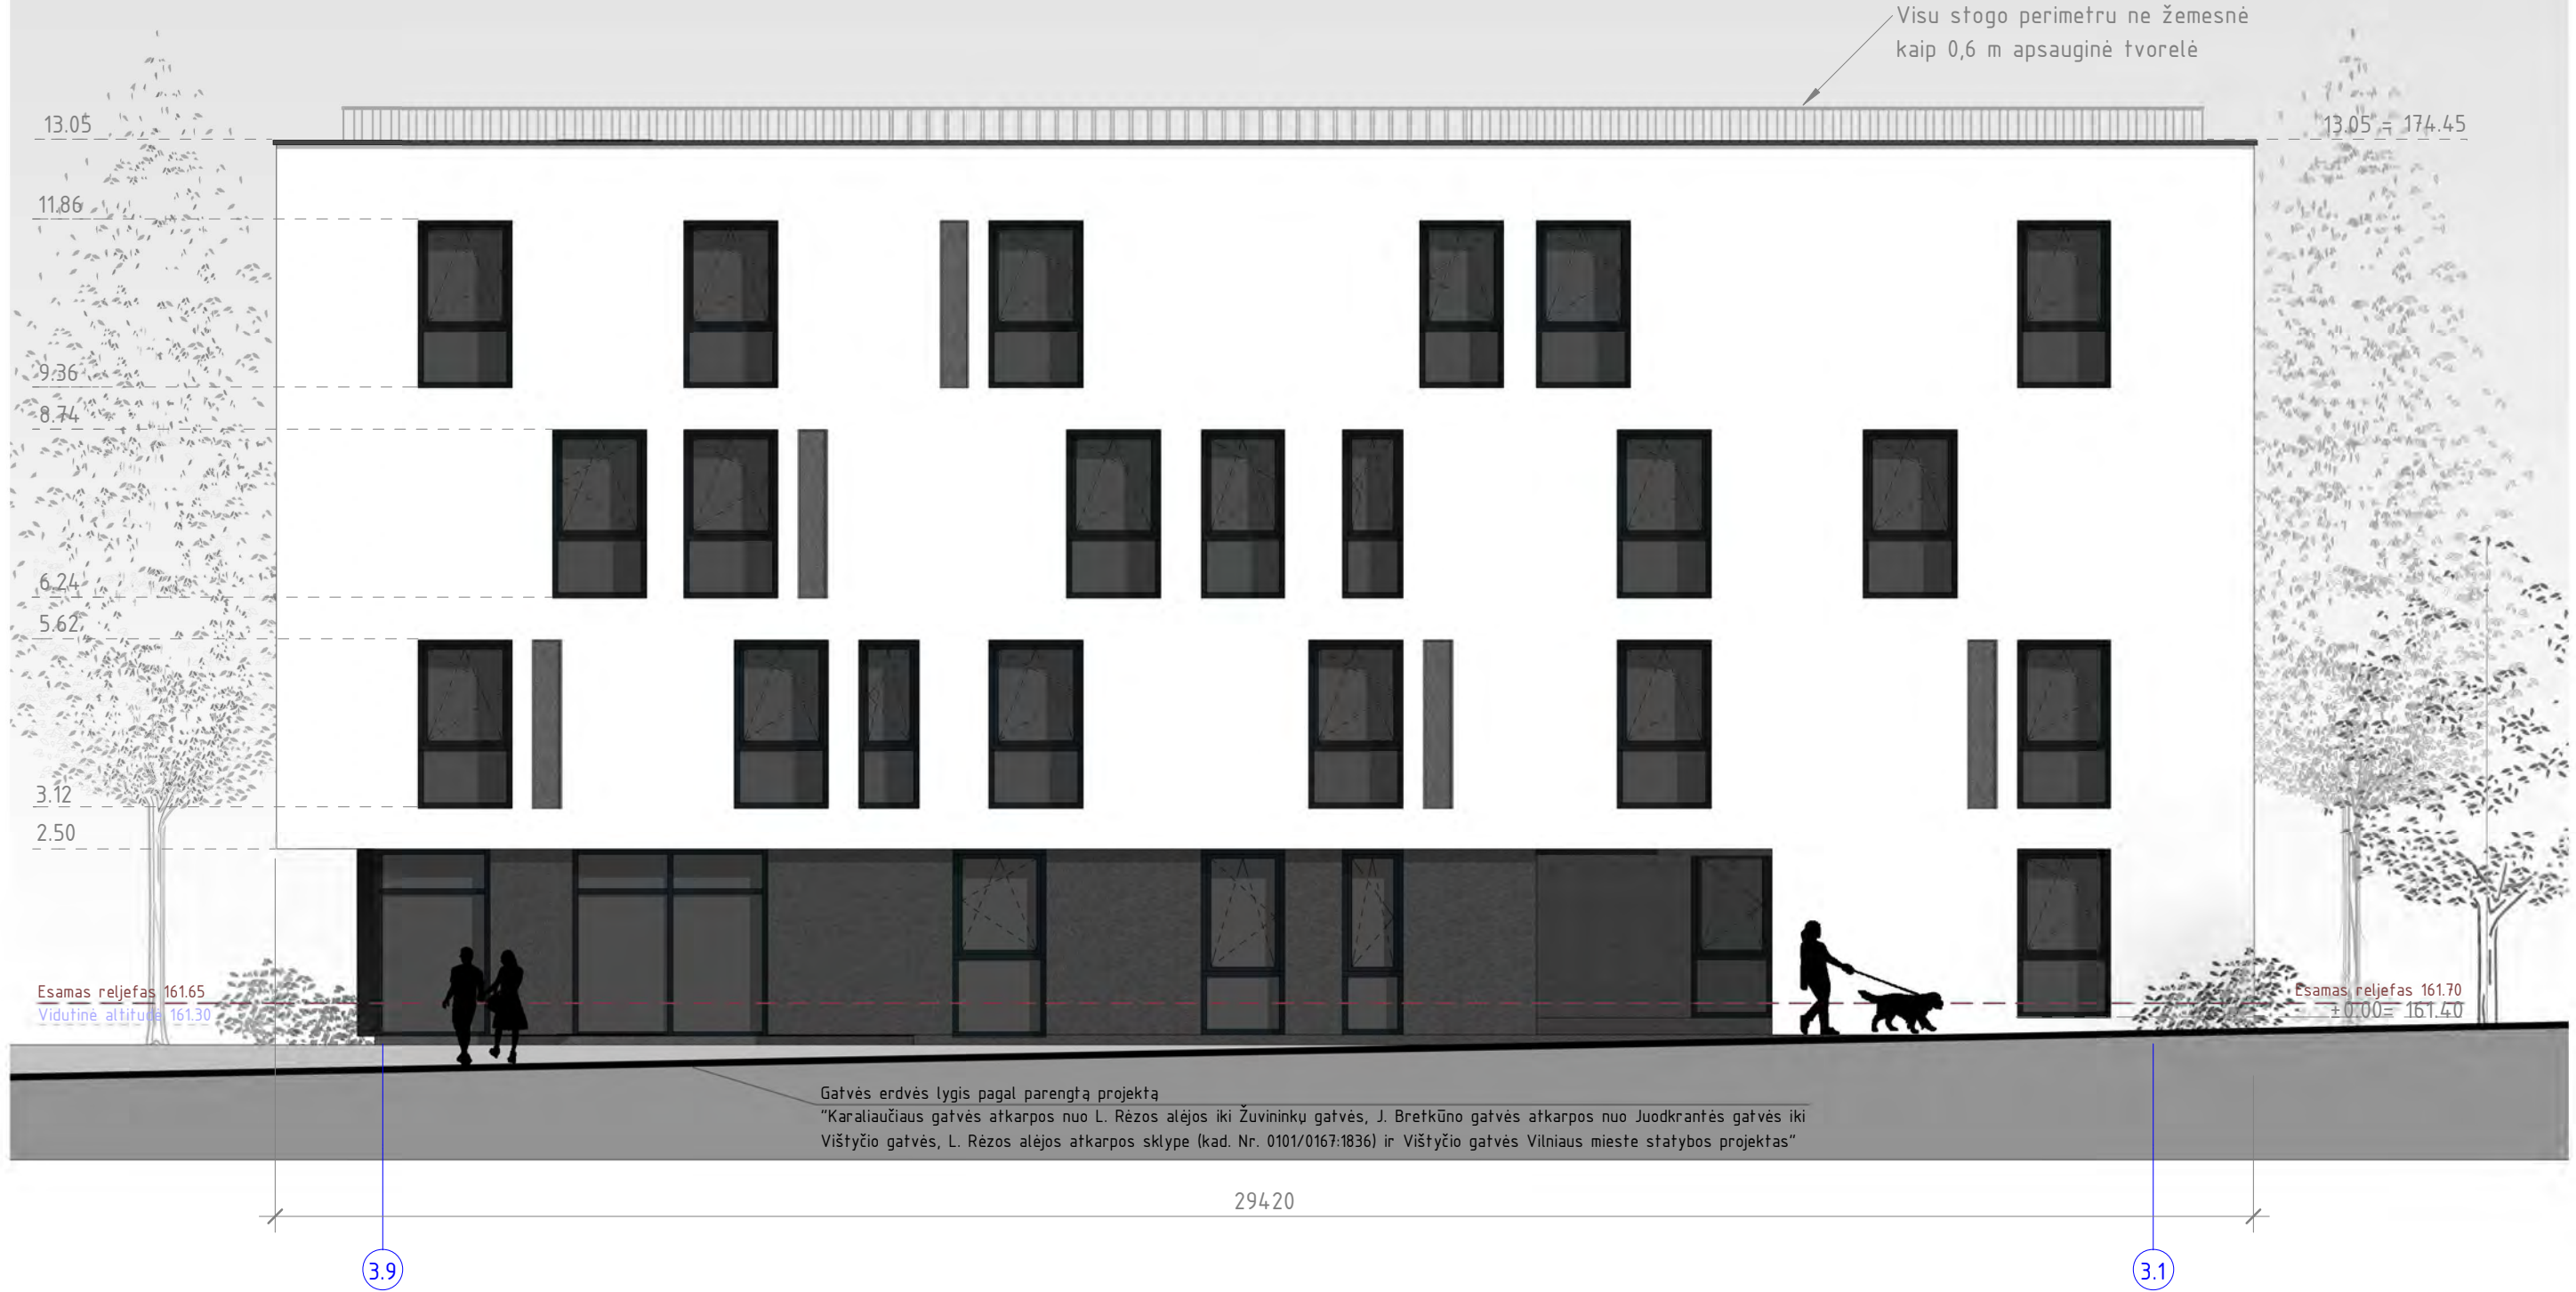 Visu stogo perimetru ne žemesnė
kaip 0,6 m apsauginė tvorelė
13.05
13.05 = 174.45
11.86
9.36
8.74
6.24
5.62
3.12
2.50
Esamas reljefas 161.65
Vidutinė altitudė 161.30
Esamas reljefas 161.70
±0.00= 161.40
Gatvės erdvės lygis pagal parengtą projektą
"Karaliaučiaus gatvės atkarpos nuo L. Rėzos alėjos iki Žuvininkų gatvės, J. Bretkūno gatvės atkarpos nuo Juodkrantės gatvės iki
Vištyčio gatvės, L. Rėzos alėjos atkarpos sklype (kad. Nr. 0101/0167:1836) ir Vištyčio gatvės Vilniaus mieste statybos projektas"
29420
3.9
3.1